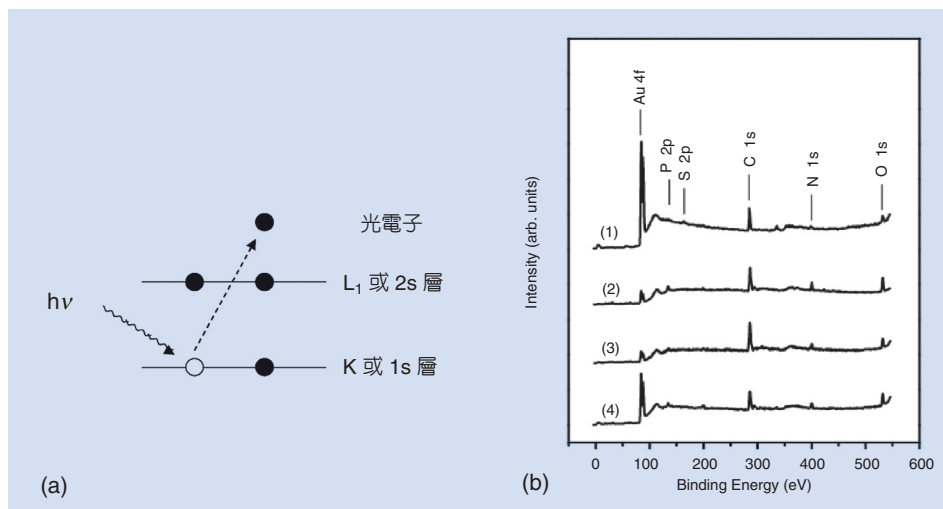 光電子
L₁ 或 2s 層
hν
K 或 1s 層
(a)
Au 4f
P 2p
S 2p
C 1s
N 1s
O 1s
Intensity (arb. units)
(1)
(2)
(3)
(4)
0 100 200 300 400 500 600
Binding Energy (eV)
(b)